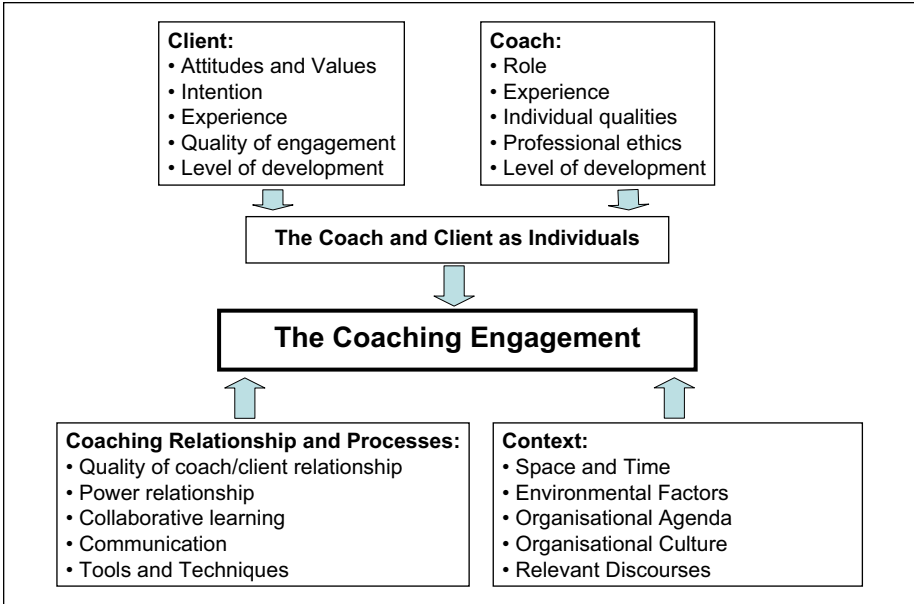 Client:
• Attitudes and Values
• Intention
• Experience
• Quality of engagement
• Level of development
Coach:
• Role
• Experience
• Individual qualities
• Professional ethics
• Level of development
The Coach and Client as Individuals
The Coaching Engagement
Coaching Relationship and Processes:
• Quality of coach/client relationship
• Power relationship
• Collaborative learning
• Communication
• Tools and Techniques
Context:
• Space and Time
• Environmental Factors
• Organisational Agenda
• Organisational Culture
• Relevant Discourses